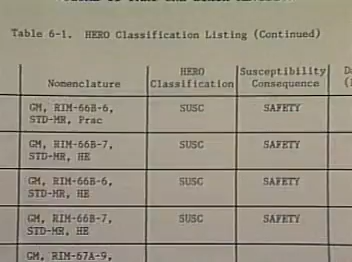 Table 6-1. HERO Classification Listing (Continued)
Nomenclature HERO Classification Susceptibility Consequence
GM, RIM-66B-6, STD-MR, Prac SUSC SAFETY
GM, RIM-66B-7, STD-MR, HE SUSC SAFETY
GM, RIM-66B-6, STD-MR, HE SUSC SAFETY
GM, RIM-66B-7, STD-MR, HE SUSC SAFETY
GM, RIM-67A-9,